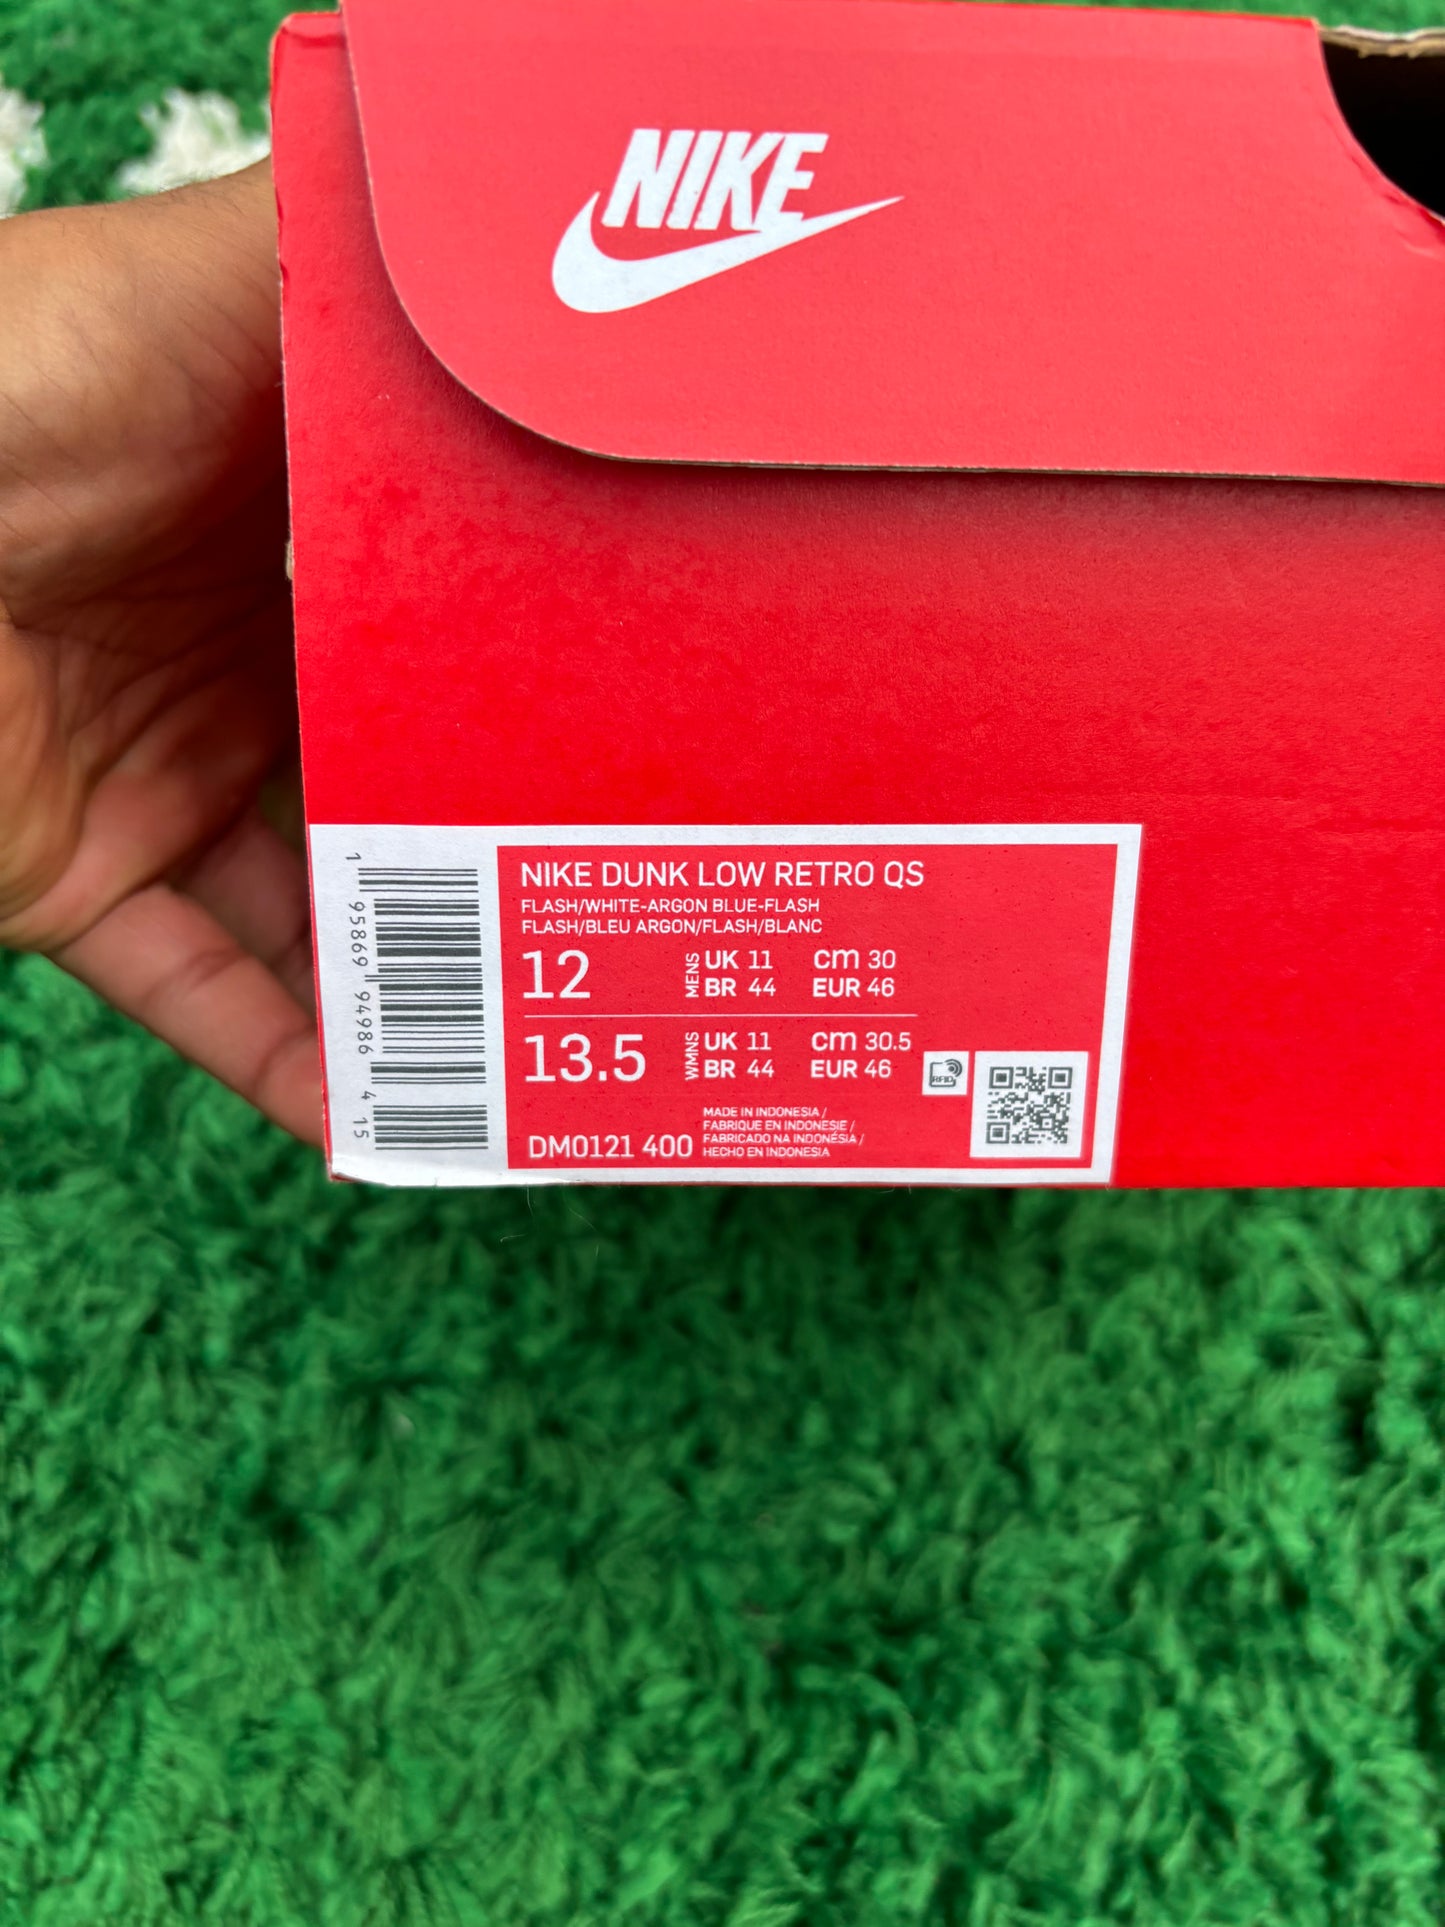 NIKE
NIKE DUNK LOW RETRO QS
FLASH/WHITE-ARGON BLUE-FLASH
FLASH/BLEU ARGON/FLASH/BLANC
12 MENS UK 11 cm 30
BR 44 EUR 46
13.5 WMNS UK 11 cm 30.5
BR 44 EUR 46
RFID
DM0121 400
MADE IN INDONESIA /
FABRIQUE EN INDONESIE /
FABRICADO NA INDONÉSIA /
HECHO EN INDONESIA
1 95869 94986 4 15